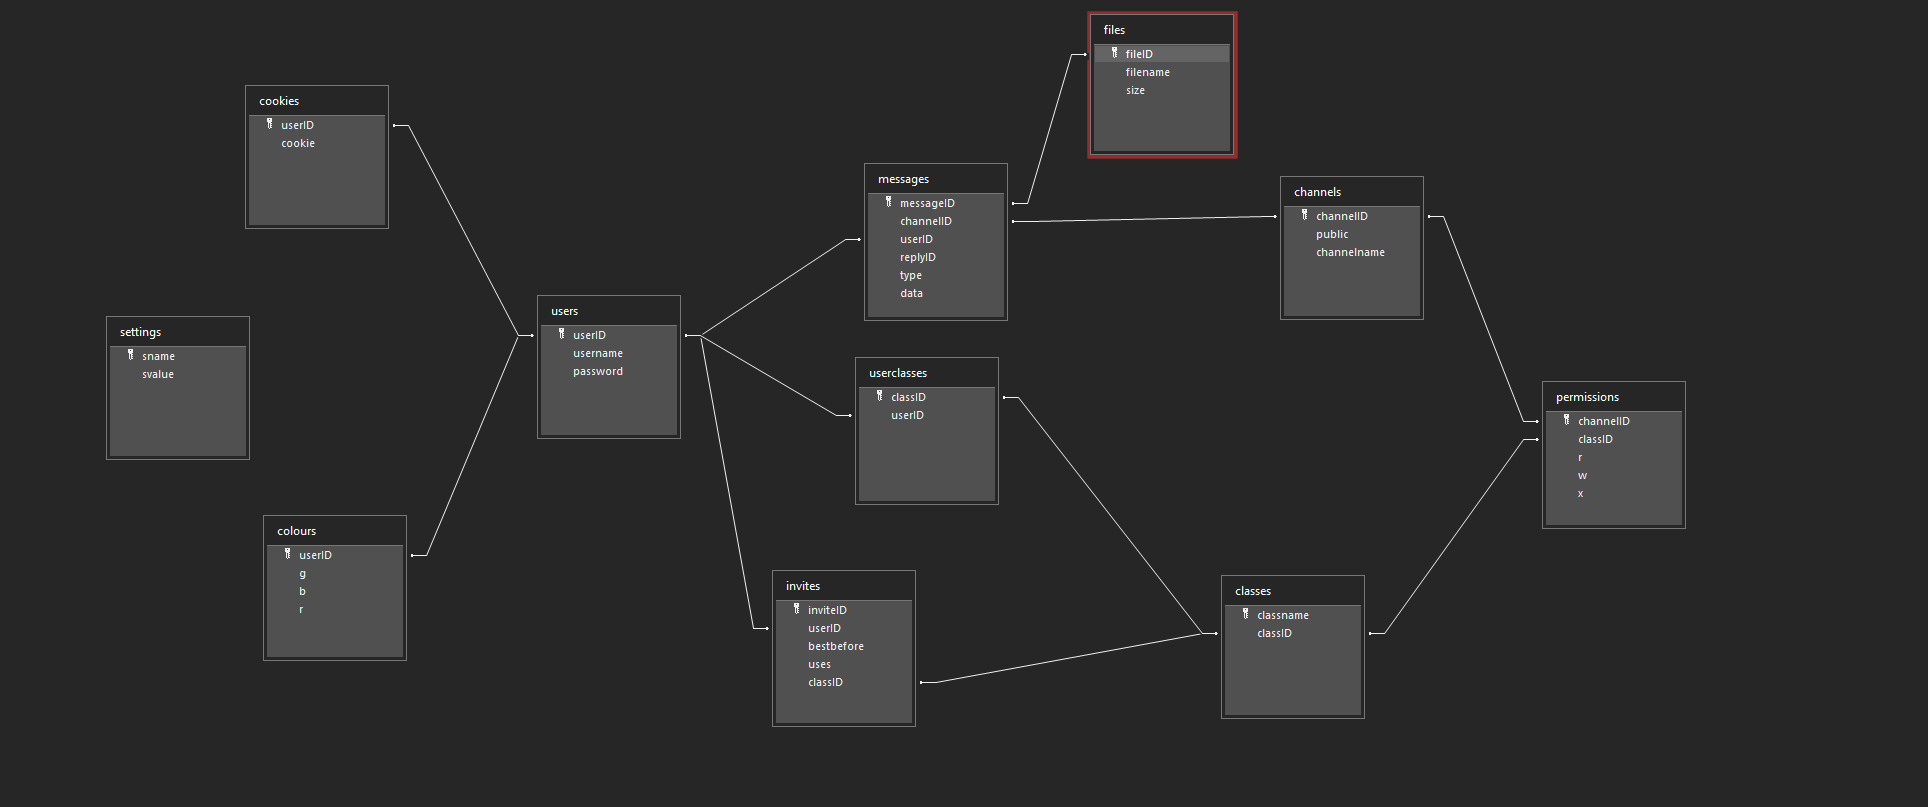 files
fileID
filename
size
cookies
userID
cookie
messages
messageID
channelID
userID
replyID
type
data
channels
channelID
public
channelname
users
userID
username
password
settings
sname
svalue
userclasses
classID
userID
permissions
channelID
classID
r
w
x
colours
userID
g
b
r
invites
inviteID
userID
bestbefore
uses
classID
classes
classname
classID